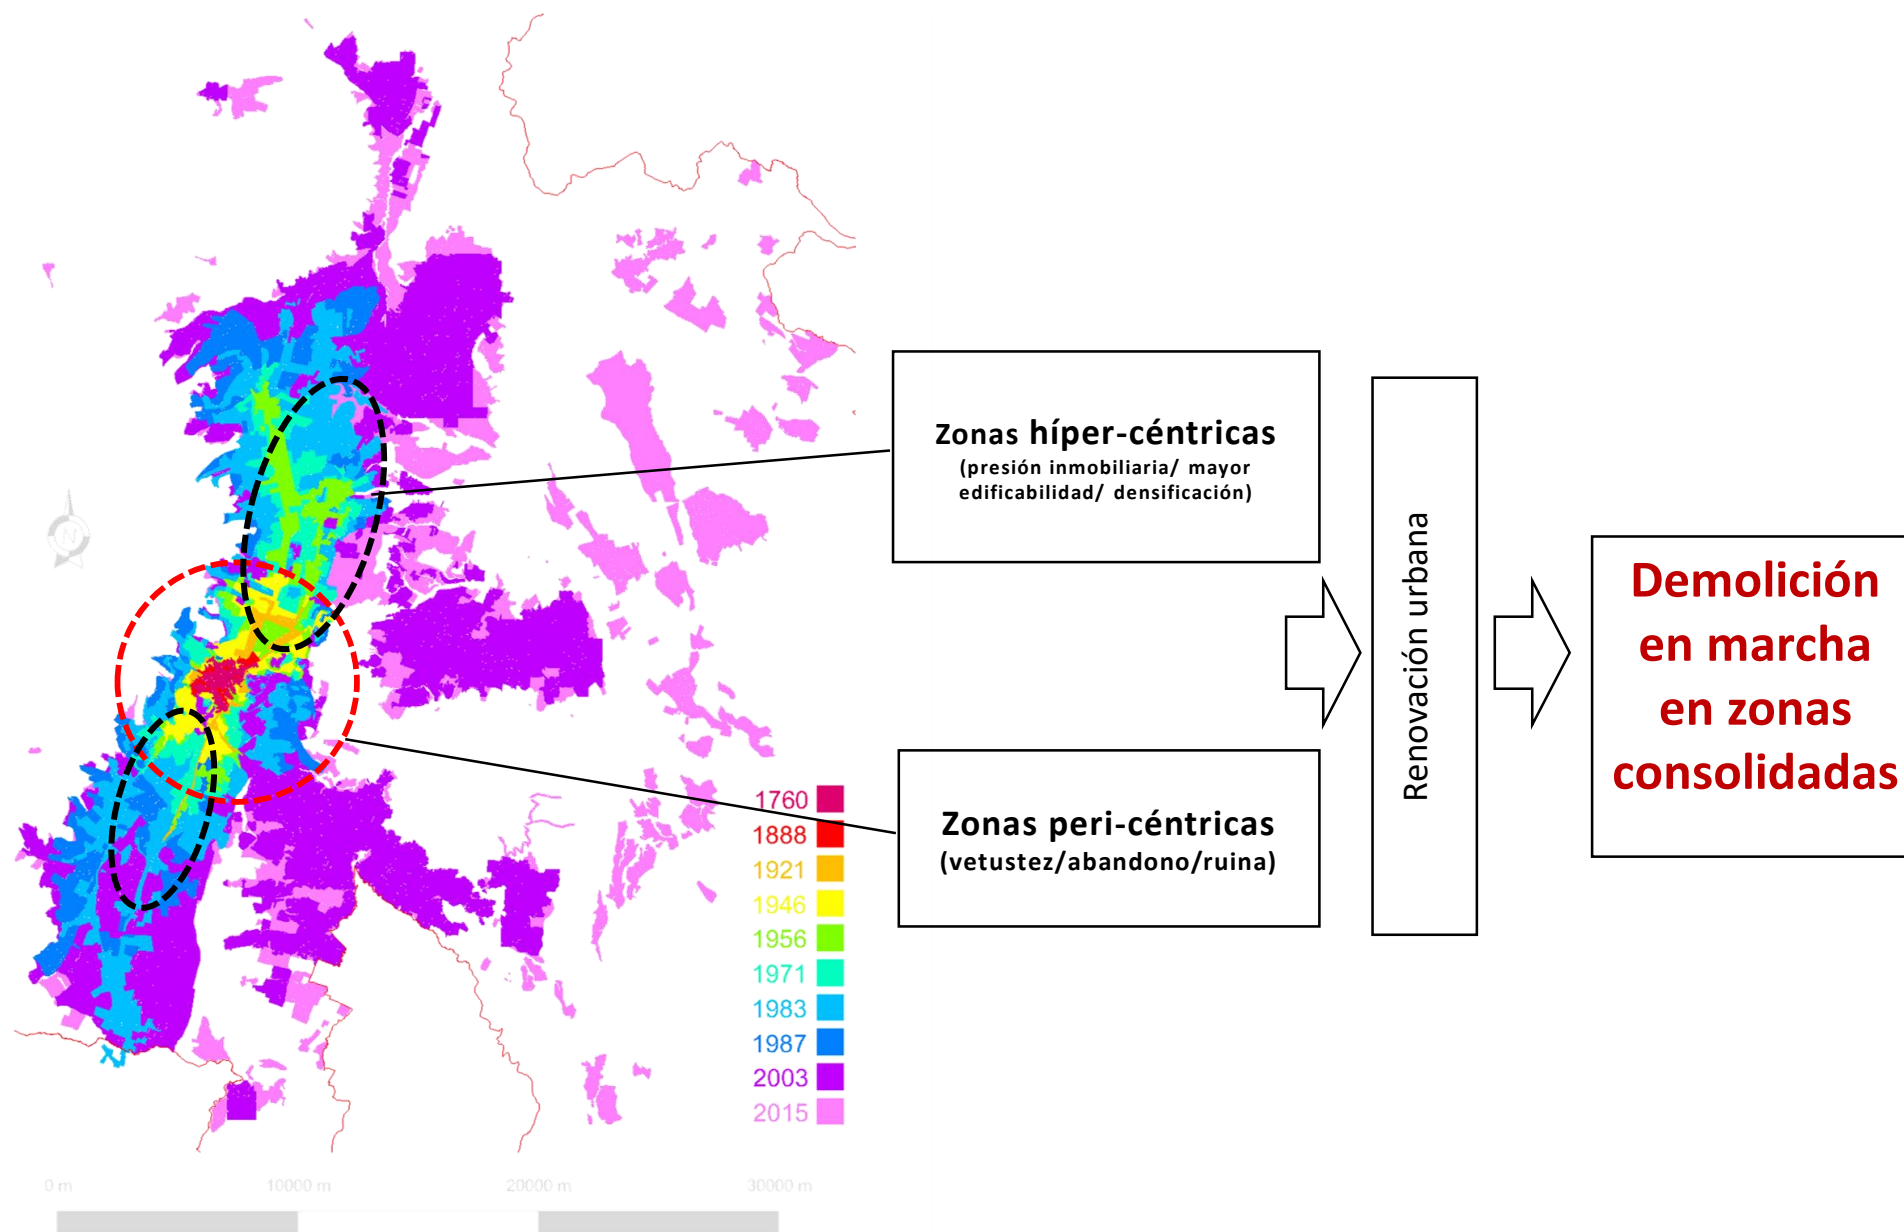 N
Zonas híper-céntricas
(presión inmobiliaria/ mayor
edificabilidad/ densificación)
Renovación urbana
Demolición
en marcha
en zonas
consolidadas
Zonas peri-céntricas
(vetustez/abandono/ruina)
1760
1888
1921
1946
1956
1971
1983
1987
2003
2015
0 m
10000 m
20000 m
30000 m